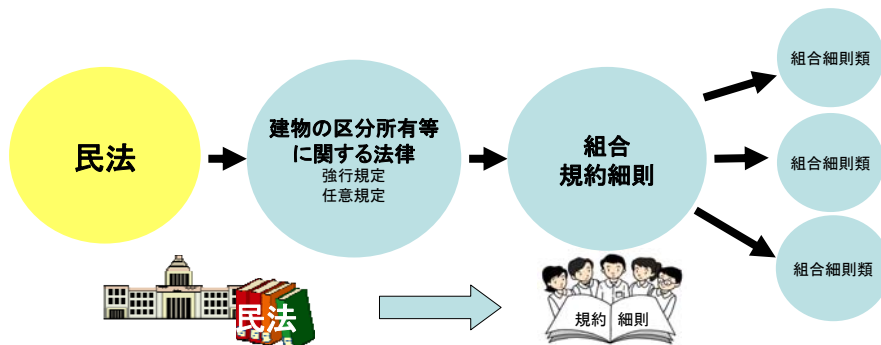 民法
建物の区分所有等
に関する法律
強行規定
任意規定
組合
規約細則
組合細則類
組合細則類
組合細則類
民法
規約 細則